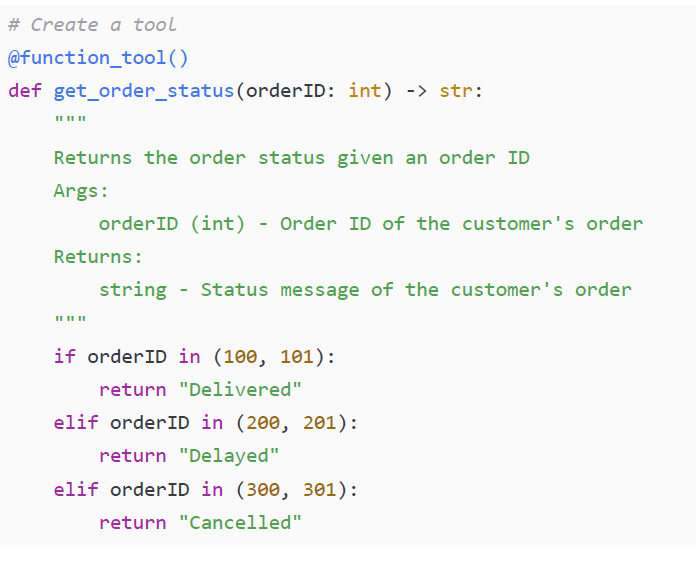 # Create a tool
@function_tool()
def get_order_status(orderID: int) -> str:
    """
    Returns the order status given an order ID
    Args:
        orderID (int) - Order ID of the customer's order
    Returns:
        string - Status message of the customer's order
    """
    if orderID in (100, 101):
        return "Delivered"
    elif orderID in (200, 201):
        return "Delayed"
    elif orderID in (300, 301):
        return "Cancelled"